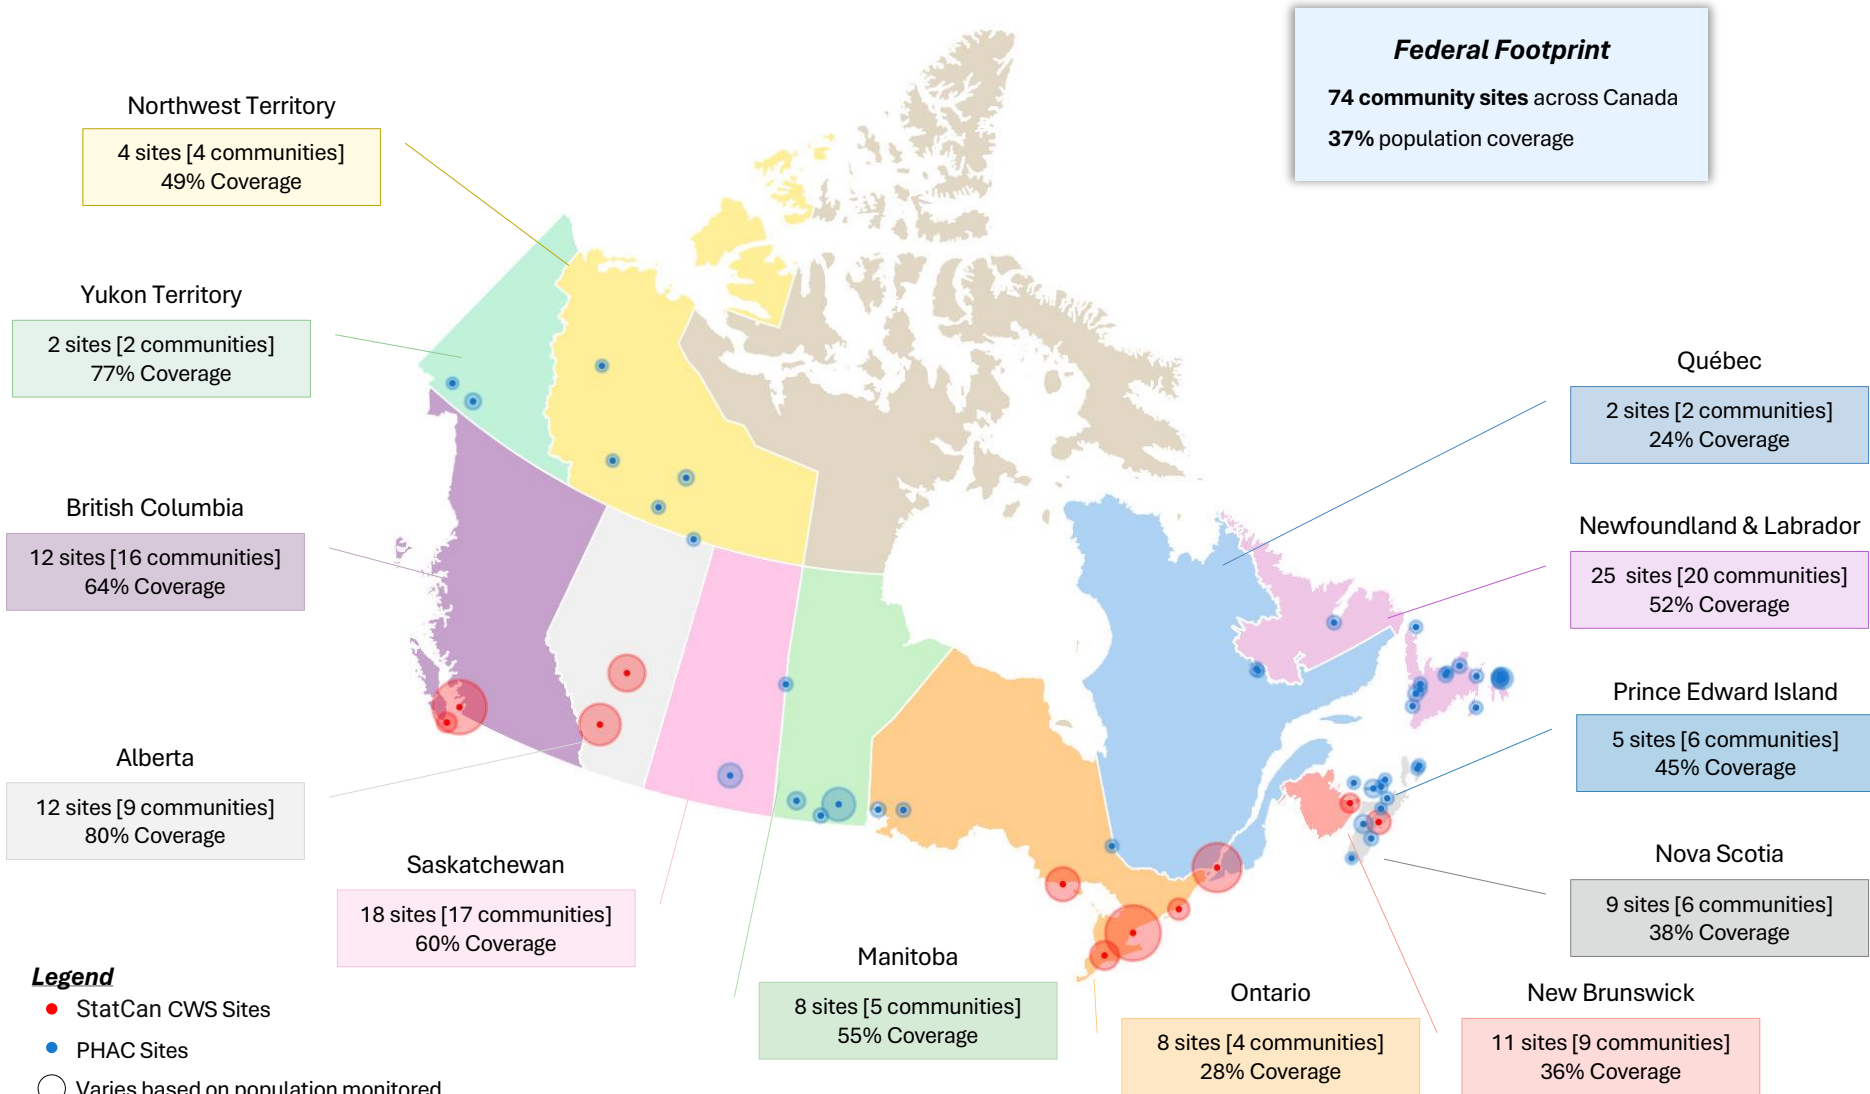 Federal Footprint
74 community sites across Canada
37% population coverage
Northwest Territory
4 sites [4 communities]
49% Coverage
Yukon Territory
2 sites [2 communities]
77% Coverage
British Columbia
12 sites [16 communities]
64% Coverage
Alberta
12 sites [9 communities]
80% Coverage
Saskatchewan
18 sites [17 communities]
60% Coverage
Manitoba
8 sites [5 communities]
55% Coverage
Ontario
8 sites [4 communities]
28% Coverage
New Brunswick
11 sites [9 communities]
36% Coverage
Québec
2 sites [2 communities]
24% Coverage
Newfoundland & Labrador
25 sites [20 communities]
52% Coverage
Prince Edward Island
5 sites [6 communities]
45% Coverage
Nova Scotia
9 sites [6 communities]
38% Coverage
Legend
StatCan CWS Sites
PHAC Sites
Varies based on population monitored